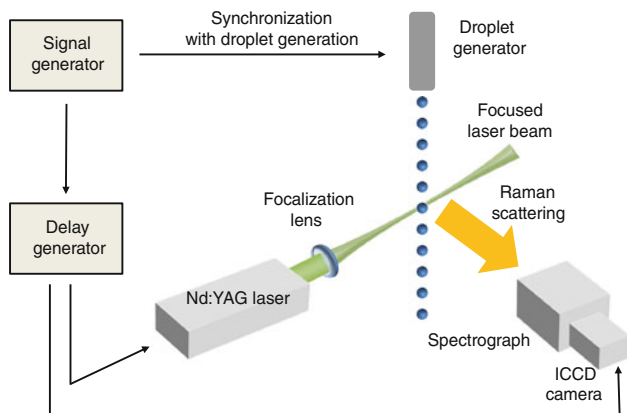 Signal
generator
Synchronization
with droplet generation
Droplet
generator
Focused
laser beam
Focalization
lens
Raman
scattering
Delay
generator
Nd:YAG laser
Spectrograph
ICCD
camera